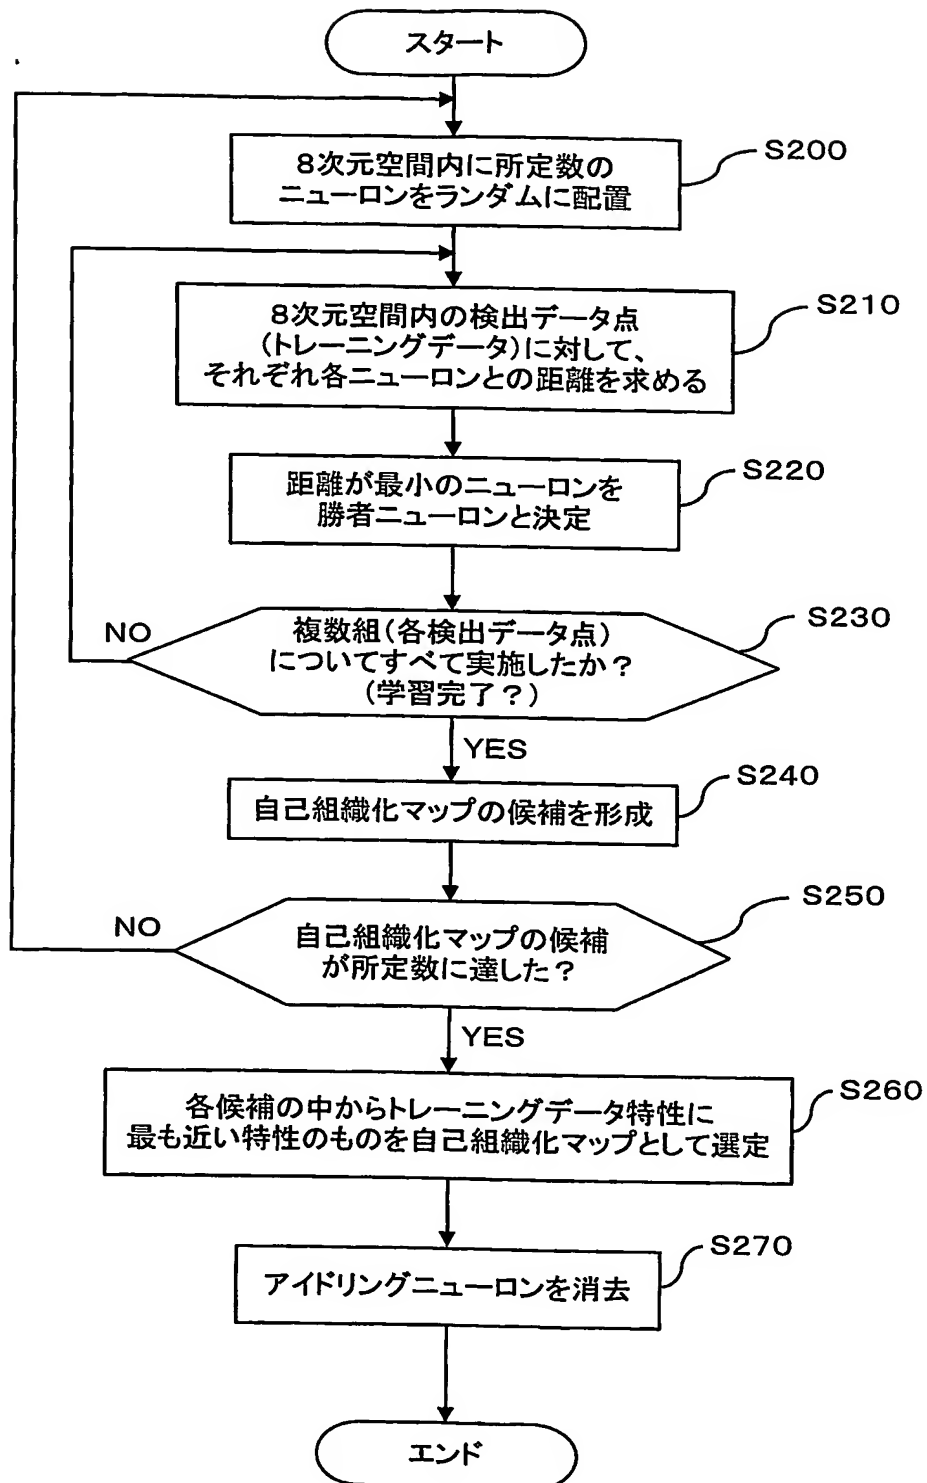 スタート
S200
8次元空間内に所定数の
ニューロンをランダムに配置
S210
8次元空間内の検出データ点
(トレーニングデータ)に対して、
それぞれ各ニューロンとの距離を求める
S220
距離が最小のニューロンを
勝者ニューロンと決定
S230
NO
複数組(各検出データ点)
についてすべて実施したか?
(学習完了?)
YES
S240
自己組織化マップの候補を形成
S250
NO
自己組織化マップの候補
が所定数に達した?
YES
S260
各候補の中からトレーニングデータ特性に
最も近い特性のものを自己組織化マップとして選定
S270
アイドリングニューロンを消去
エンド